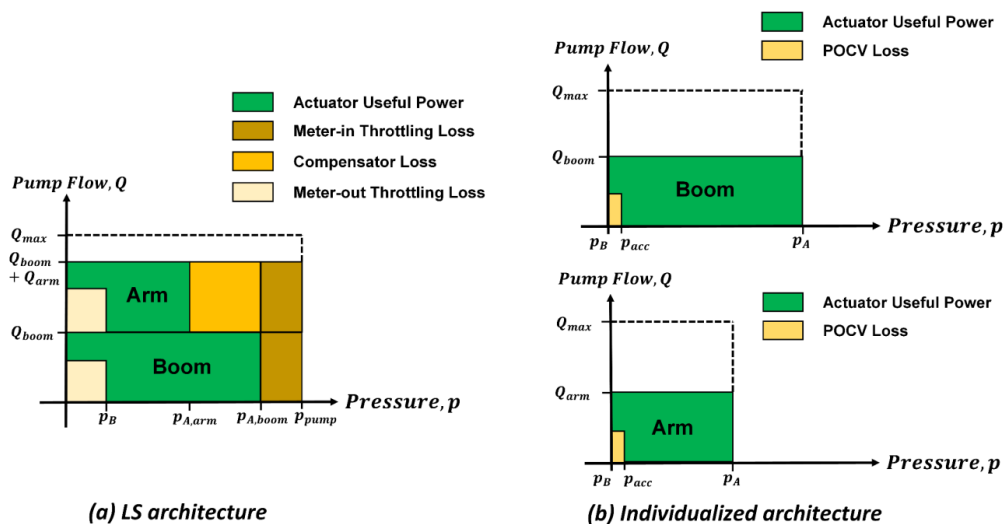 Actuator Useful Power
Meter-in Throttling Loss
Compensator Loss
Meter-out Throttling Loss
Pump Flow, Q
Q_max
Q_boom
+ Q_arm
Q_boom
Arm
Boom
p_B
p_A,arm
p_A,boom
p_pump
Pressure, p
(a) LS architecture
Actuator Useful Power
POCV Loss
Pump Flow, Q
Q_max
Q_boom
Boom
p_B
p_acc
p_A
Pressure, p
Actuator Useful Power
POCV Loss
Pump Flow, Q
Q_max
Q_arm
Arm
p_B
p_acc
p_A
Pressure, p
(b) Individualized architecture